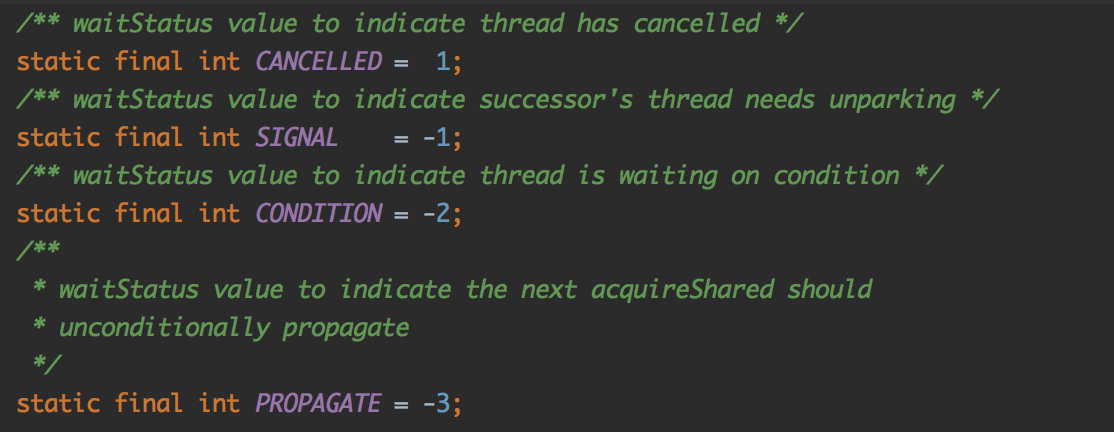 /** waitStatus value to indicate thread has cancelled */
static final int CANCELLED =  1;
/** waitStatus value to indicate successor's thread needs unparking */
static final int SIGNAL    = -1;
/** waitStatus value to indicate thread is waiting on condition */
static final int CONDITION = -2;
/**
 * waitStatus value to indicate the next acquireShared should
 * unconditionally propagate
 */
static final int PROPAGATE = -3;